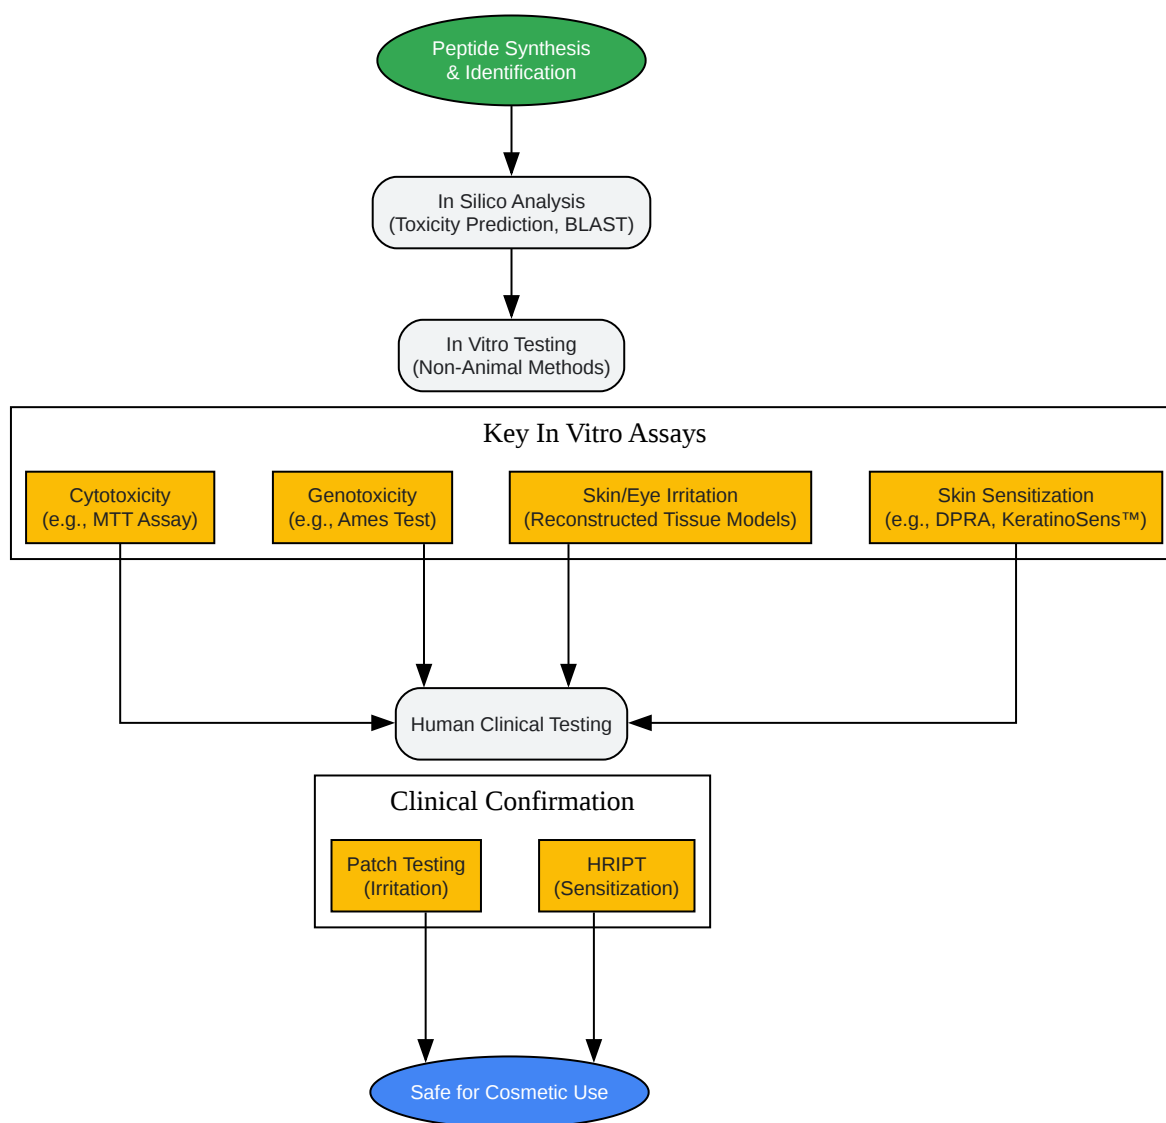 Peptide Synthesis
& Identification
In Silico Analysis
(Toxicity Prediction, BLAST)
In Vitro Testing
(Non-Animal Methods)
Key In Vitro Assays
Cytotoxicity
(e.g., MTT Assay)
Genotoxicity
(e.g., Ames Test)
Skin/Eye Irritation
(Reconstructed Tissue Models)
Skin Sensitization
(e.g., DPRA, KeratinoSens™)
Human Clinical Testing
Clinical Confirmation
Patch Testing
(Irritation)
HRIPT
(Sensitization)
Safe for Cosmetic Use